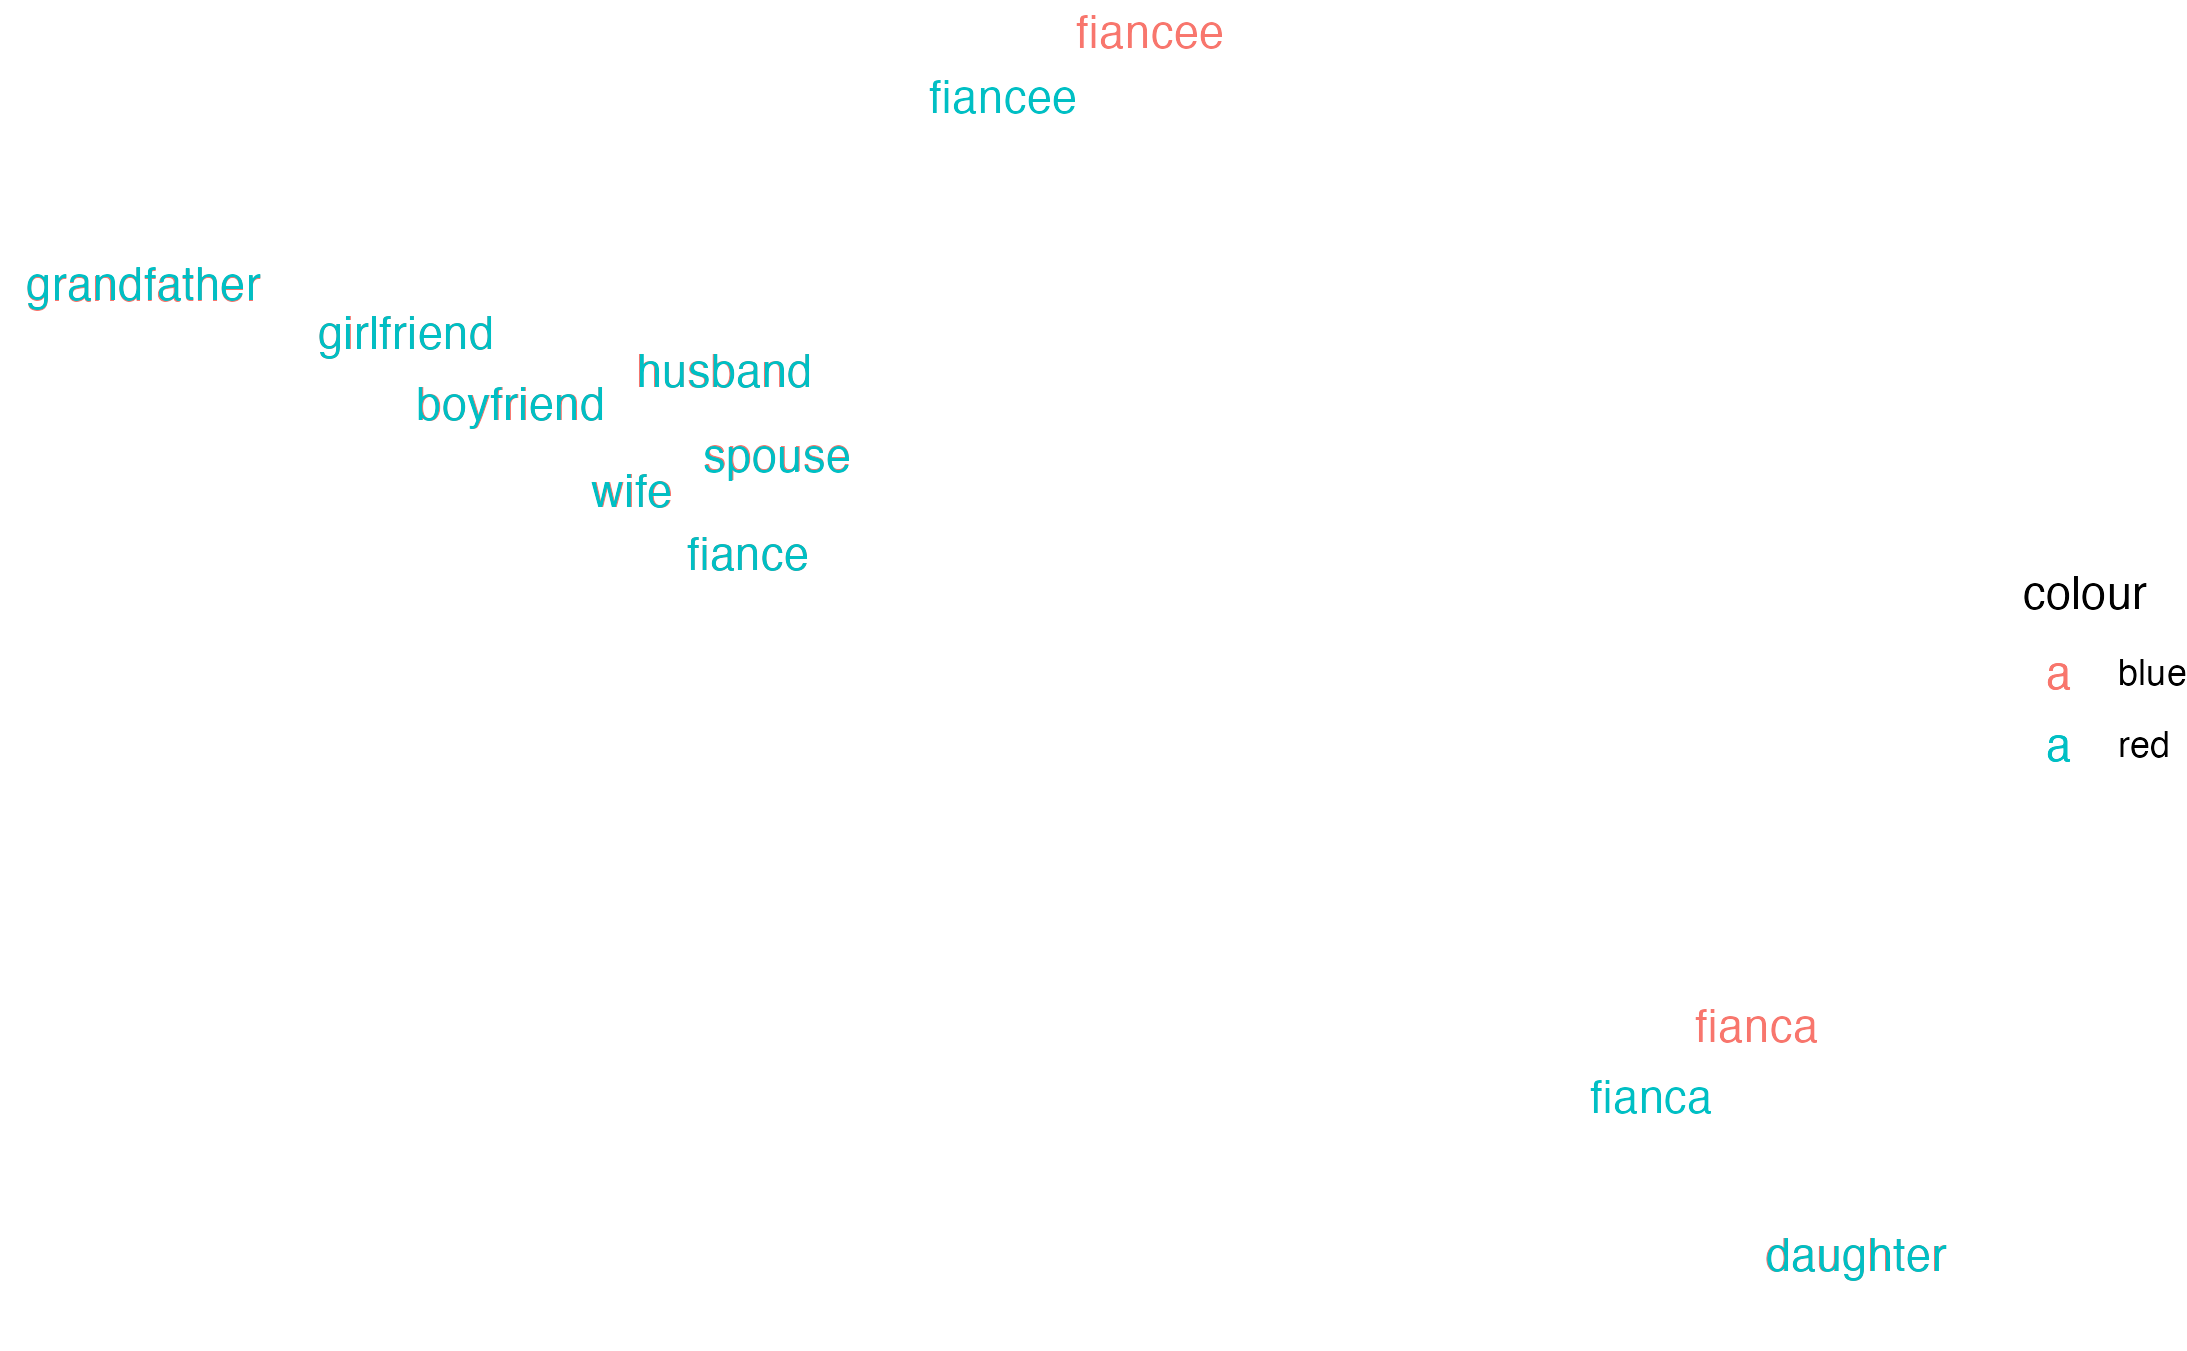 fiancee
fiancee
grandfather
girlfriend
husband
boyfriend
spouse
wife
fiance
colour
a blue
a red
fianca
fianca
daughter